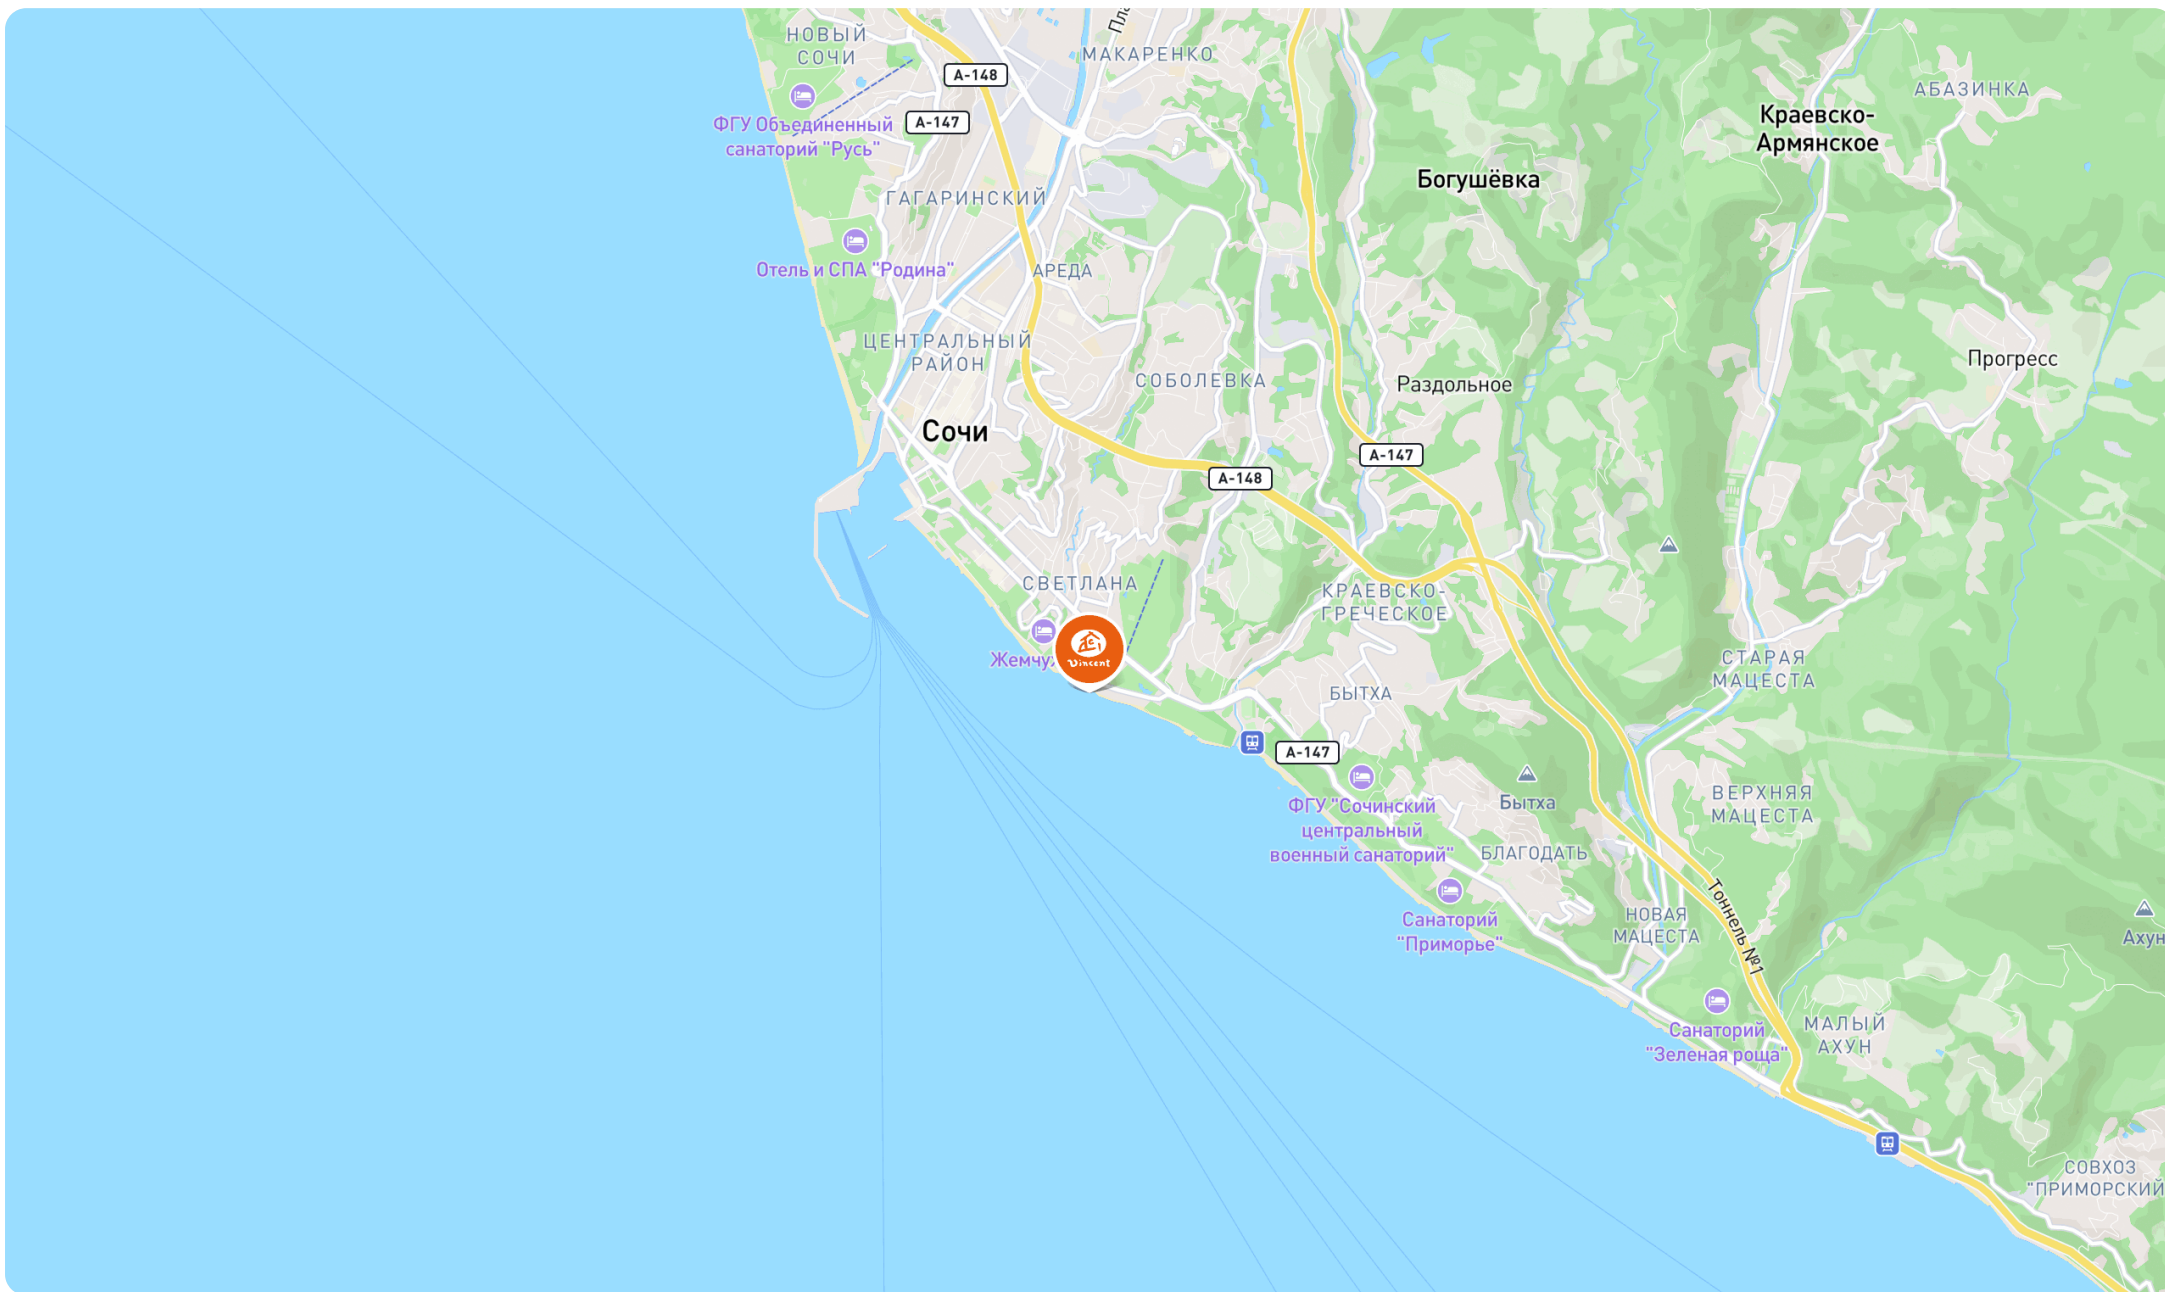 НОВЫЙ
СОЧИ
МАКАРЕНКО
А-148
А-147
АБАЗИНКА
Краевско-
Армянское
ФГУ Объединенный
санаторий "Русь"
Богушёвка
ГАГАРИНСКИЙ
Отель и СПА "Родина"
АРЕДА
ЦЕНТРАЛЬНЫЙ
РАЙОН
СОБОЛЕВКА
Раздольное
Прогресс
Сочи
А-147
А-148
СВЕТЛАНА
КРАЕВСКО-
ГРЕЧЕСКОЕ
Vincent
СТАРАЯ
МАЦЕСТА
БЫТХА
А-147
ФГУ "Сочинский
центральный
военный санаторий"
Бытха
ВЕРХНЯЯ
МАЦЕСТА
БЛАГОДАТЬ
Тоннель №1
Санаторий
"Приморье"
НОВАЯ
МАЦЕСТА
Ахун
Санаторий
"Зеленая роща"
МАЛЫЙ
АХУН
СОВХОЗ
"ПРИМОРСКИЙ